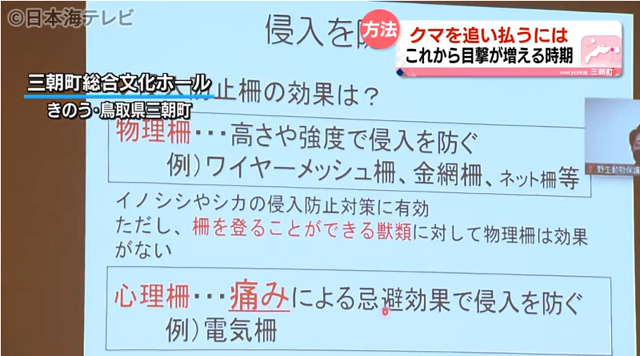 ©日本海テレビ
方法
クマを追い払うには
これから目撃が増える時期
三朝町
三朝町総合文化ホール
きのう・鳥取県三朝町
侵入を防
止柵の効果は？
物理柵･･･高さや強度で侵入を防ぐ
例）ワイヤーメッシュ柵、金網柵、ネット柵等
イノシシやシカの侵入防止対策に有効
ただし、柵を登ることができる獣類に対して物理柵は効果
がない
心理柵･･･痛みによる忌避効果で侵入を防ぐ
例）電気柵
野生動物保護